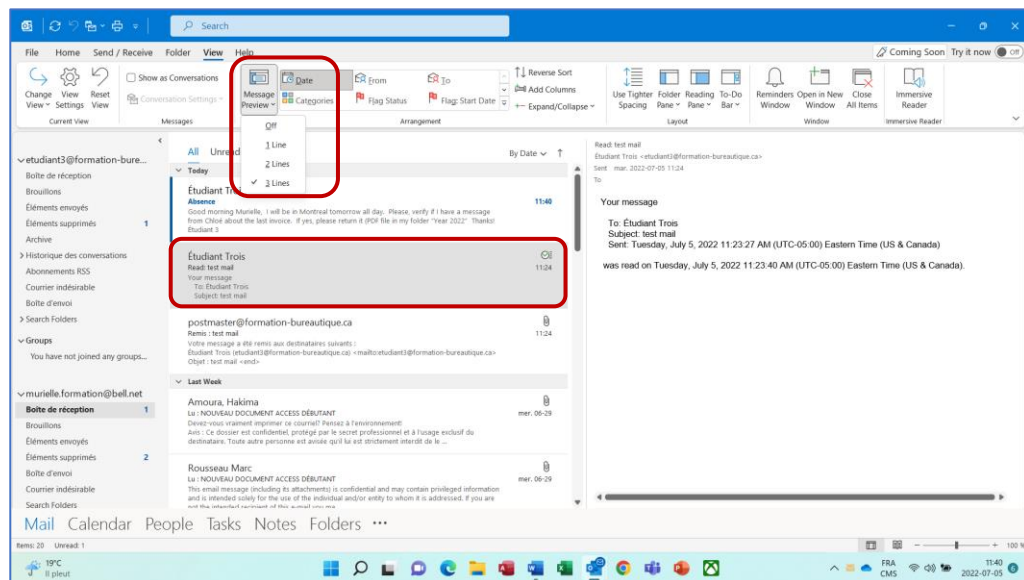 Search
File Home Send / Receive Folder View Help
Coming Soon Try it now Off
Change View
View Settings
Reset View
Current View
Show as Conversations
Conversation Settings
Messages
Message Preview
Date
From
To
Categories
Flag Status
Flag: Start Date
Reverse Sort
Add Columns
Expand/Collapse
Arrangement
Use Tighter Spacing
Folder Pane
Reading Pane
To-Do Bar
Layout
Reminders Window
Open in New Window
Close All Items
Window
Immersive Reader
Immersive Reader
Off
1 Line
2 Lines
3 Lines
etudiant3@formation-bure...
Boîte de réception
Brouillons
Éléments envoyés
Éléments supprimés 1
Archive
Historique des conversations
Abonnements RSS
Courrier indésirable
Boîte d'envoi
Search Folders
Groups
You have not joined any groups...
murielle.formation@bell.net
Boîte de réception 1
Brouillons
Éléments envoyés
Éléments supprimés 2
Boîte d'envoi
Courrier indésirable
Search Folders
All Unread
By Date
Today
Étudiant Trois
Absence 11:40
Good morning Murielle, I will be in Montreal tomorrow all day. Please, verify if I have a message
from Chloé about the last invoice. If yes, please return it (PDF file in my folder "Year 2022" Thanks!
Étudiant 3
Étudiant Trois
Read: test mail 11:24
Your message
To: Étudiant Trois
Subject: test mail
postmaster@formation-bureautique.ca
Remis : test mail 11:24
Votre message a été remis aux destinataires suivants :
Étudiant Trois (etudiant3@formation-bureautique.ca) <mailto:etudiant3@formation-bureautique.ca>
Objet : test mail <end>
Last Week
Amoura, Hakima
Lu : NOUVEAU DOCUMENT ACCESS DÉBUTANT mer. 06-29
Devez-vous vraiment imprimer ce courriel? Pensez à l'environnement!
Avis : Ce dossier est confidentiel, protégé par le secret professionnel et à l'usage exclusif du
destinataire. Toute autre personne est avisée qu'il lui est strictement interdit de le ...
Rousseau Marc
Lu : NOUVEAU DOCUMENT ACCESS DÉBUTANT mer. 06-29
This email message (including its attachments) is confidential and may contain privileged information
and is intended solely for the use of the individual and/or entity to whom it is addressed. If you are
not the intended recipient of this e-mail you
Read: test mail
Étudiant Trois <etudiant3@formation-bureautique.ca>
Sent mar. 2022-07-05 11:24
To
Your message
To: Étudiant Trois
Subject: test mail
Sent: Tuesday, July 5, 2022 11:23:27 AM (UTC-05:00) Eastern Time (US & Canada)
was read on Tuesday, July 5, 2022 11:23:40 AM (UTC-05:00) Eastern Time (US & Canada).
Mail Calendar People Tasks Notes Folders
Items: 20 Unread: 1
100 %
19°C
Il pleut
FRA
CMS
11:40
2022-07-05